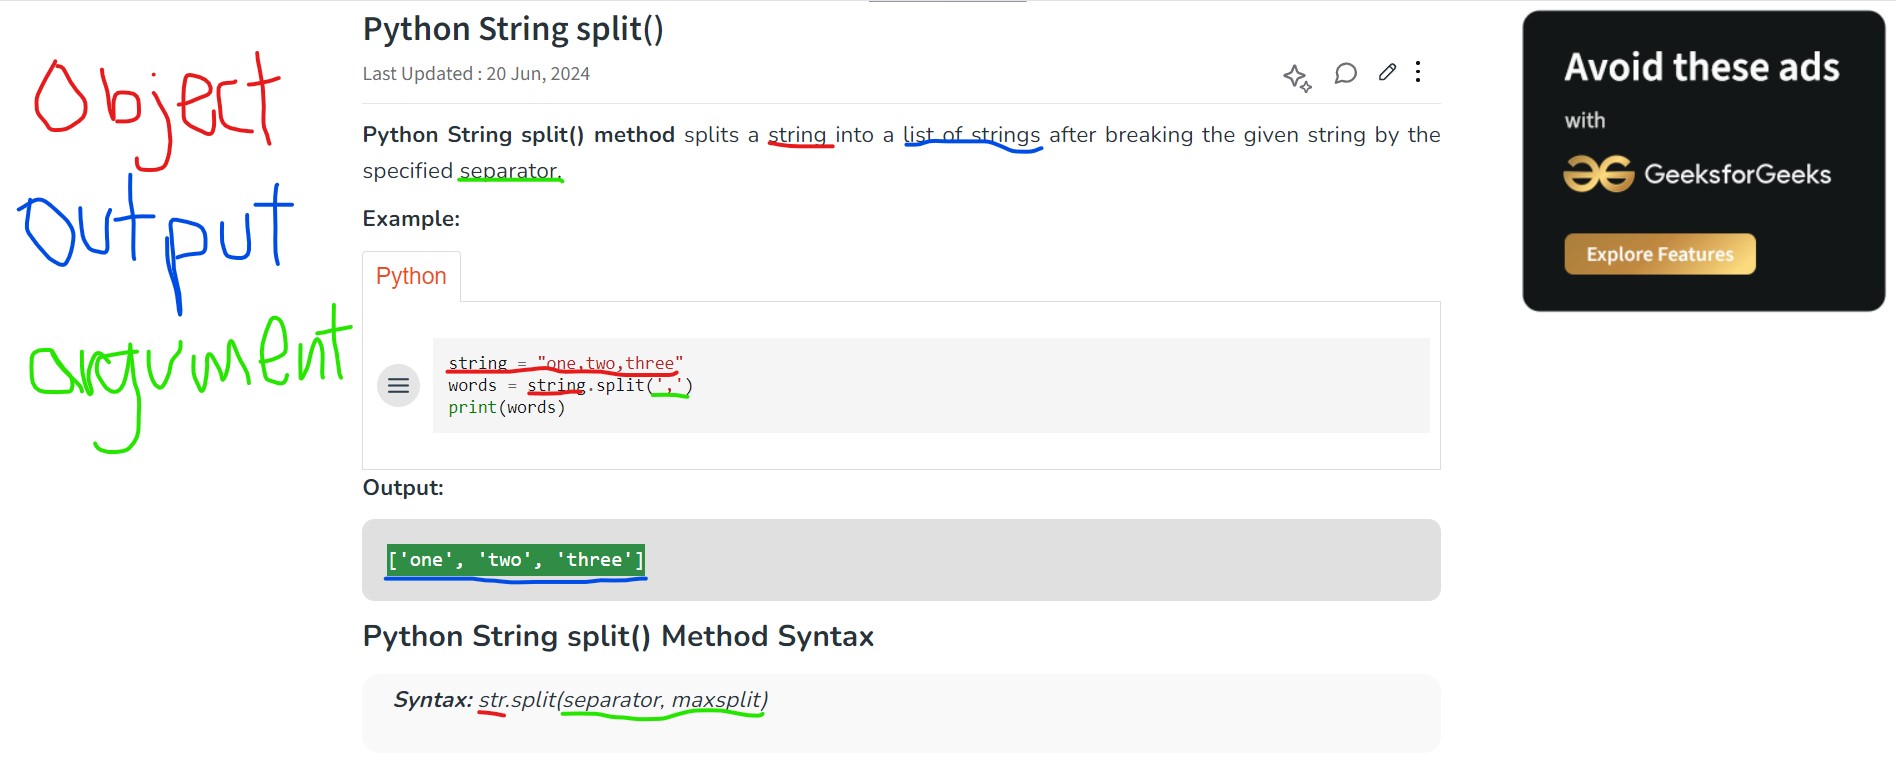 Python String split()
Last Updated : 20 Jun, 2024
Object
output
argument
Python String split() method splits a string into a list of strings after breaking the given string by the
specified separator.
Example:
Python
string = "one,two,three"
words = string.split(',')
print(words)
Output:
['one', 'two', 'three']
Python String split() Method Syntax
Syntax: str.split(separator, maxsplit)
Avoid these ads
with
GeeksforGeeks
Explore Features